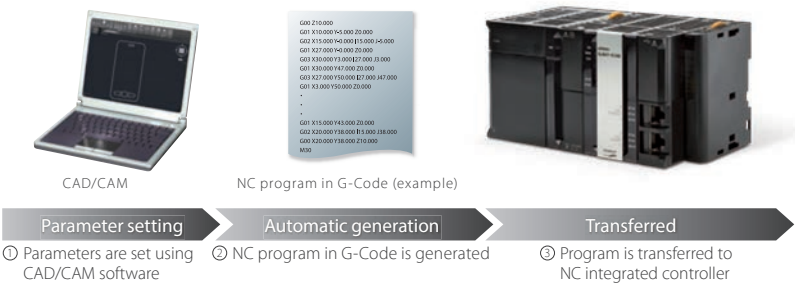 G00 Z10.000
G01 X10.000 Y-5.000 Z0.000
G02 X15.000 Y-0.000 I15.000 J-5.000
G01 X27.000 Y-0.000 Z0.000
G03 X30.000 Y3.000 I27.000 J3.000
G01 X30.000 Y47.000 Z0.000
G03 X27.000 Y50.000 I27.000 J47.000
G01 X3.000 Y50.000 Z0.000
•
•
•
G01 X15.000 Y43.000 Z0.000
G02 X20.000 Y38.000 I15.000 J38.000
G00 X20.000 Y38.000 Z10.000
M30
CAD/CAM
NC program in G-Code (example)
Parameter setting
Automatic generation
Transferred
① Parameters are set using
CAD/CAM software
② NC program in G-Code is generated
③ Program is transferred to
NC integrated controller